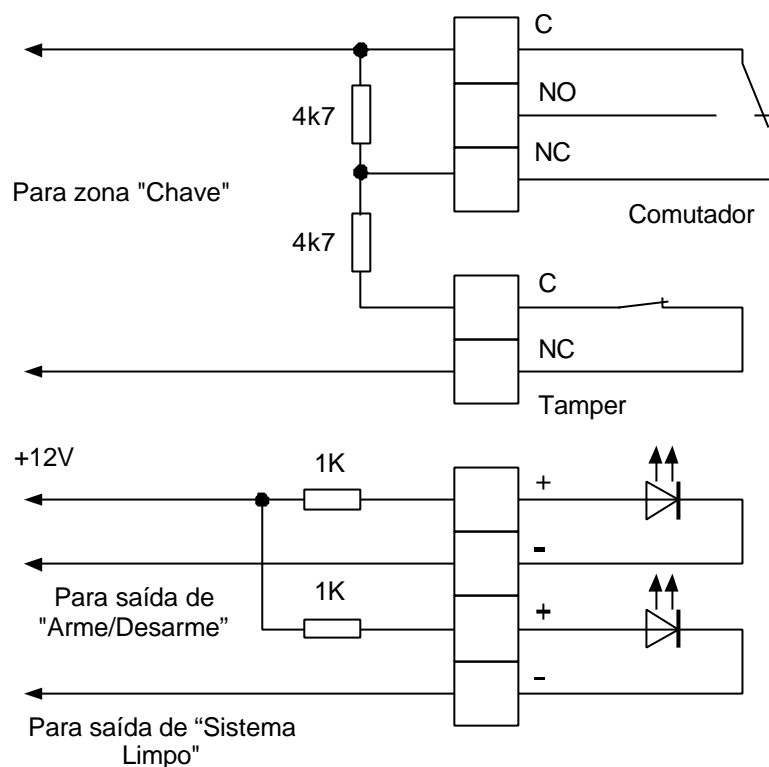 C
NO
4k7
NC
Para zona "Chave"
Comutador
4k7
C
NC
Tamper
+12V
1K
+
-
Para saída de
"Arme/Desarme”
1K
+
-
Para saída de “Sistema
Limpo"